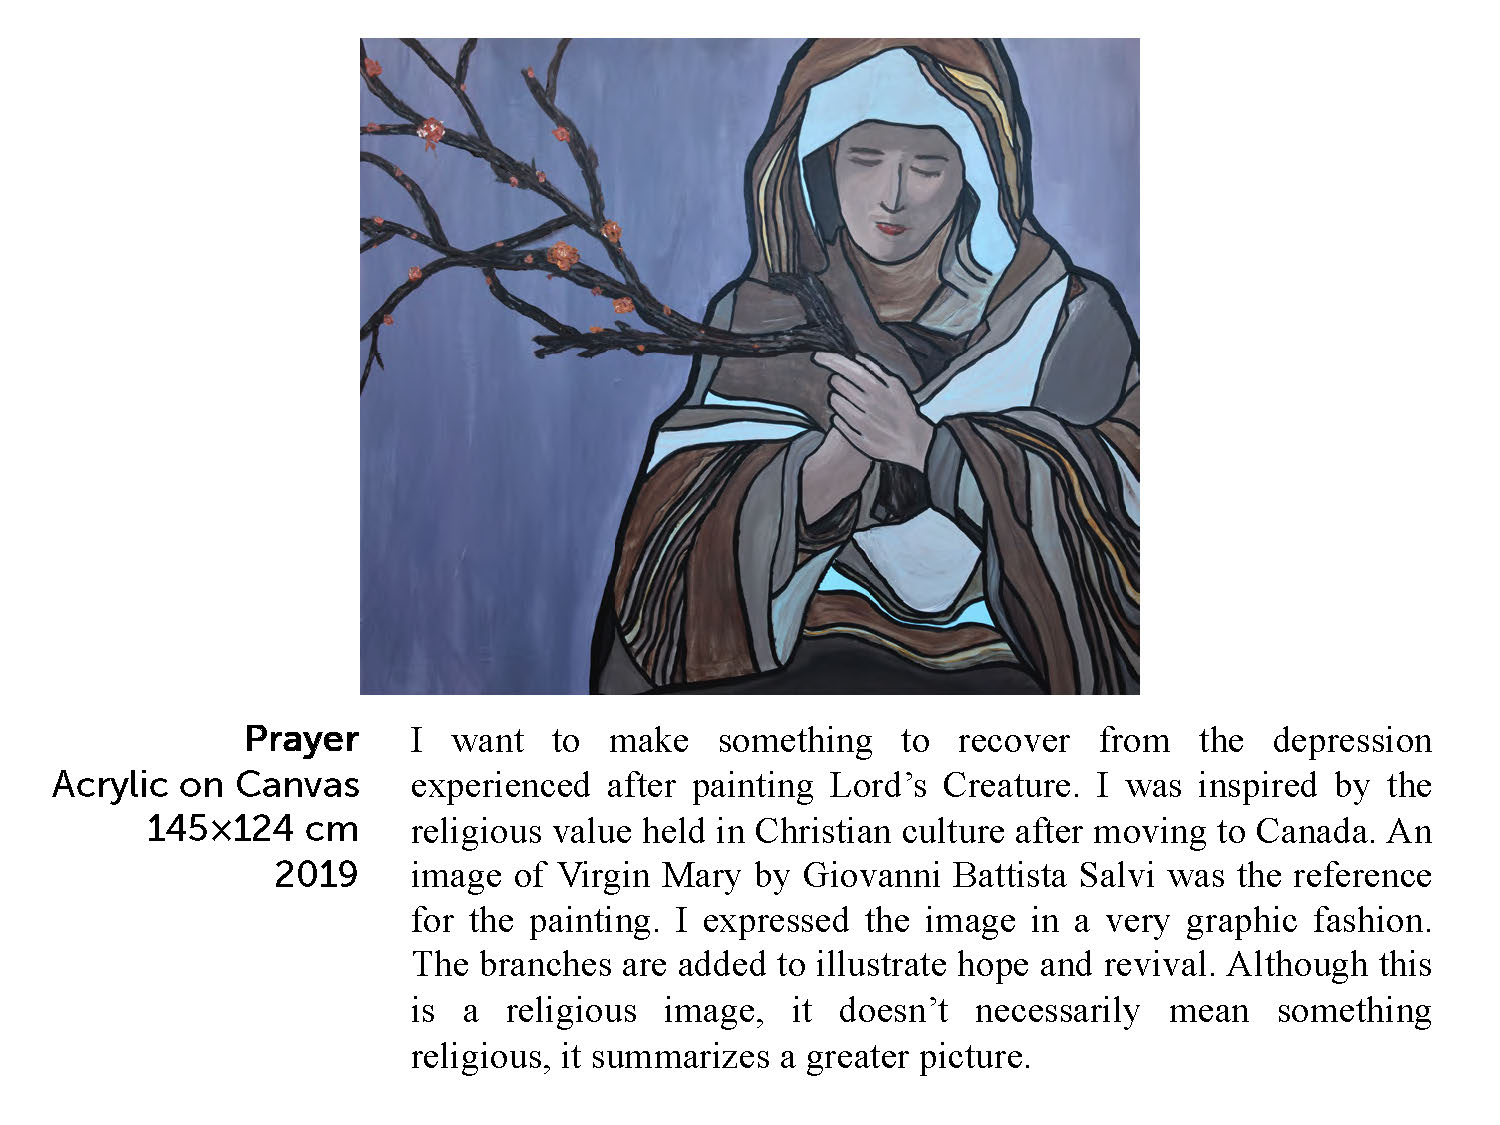 Prayer
Acrylic on Canvas
145×124 cm
2019
I want to make something to recover from the depression
experienced after painting Lord’s Creature. I was inspired by the
religious value held in Christian culture after moving to Canada. An
image of Virgin Mary by Giovanni Battista Salvi was the reference
for the painting. I expressed the image in a very graphic fashion.
The branches are added to illustrate hope and revival. Although this
is a religious image, it doesn’t necessarily mean something
religious, it summarizes a greater picture.